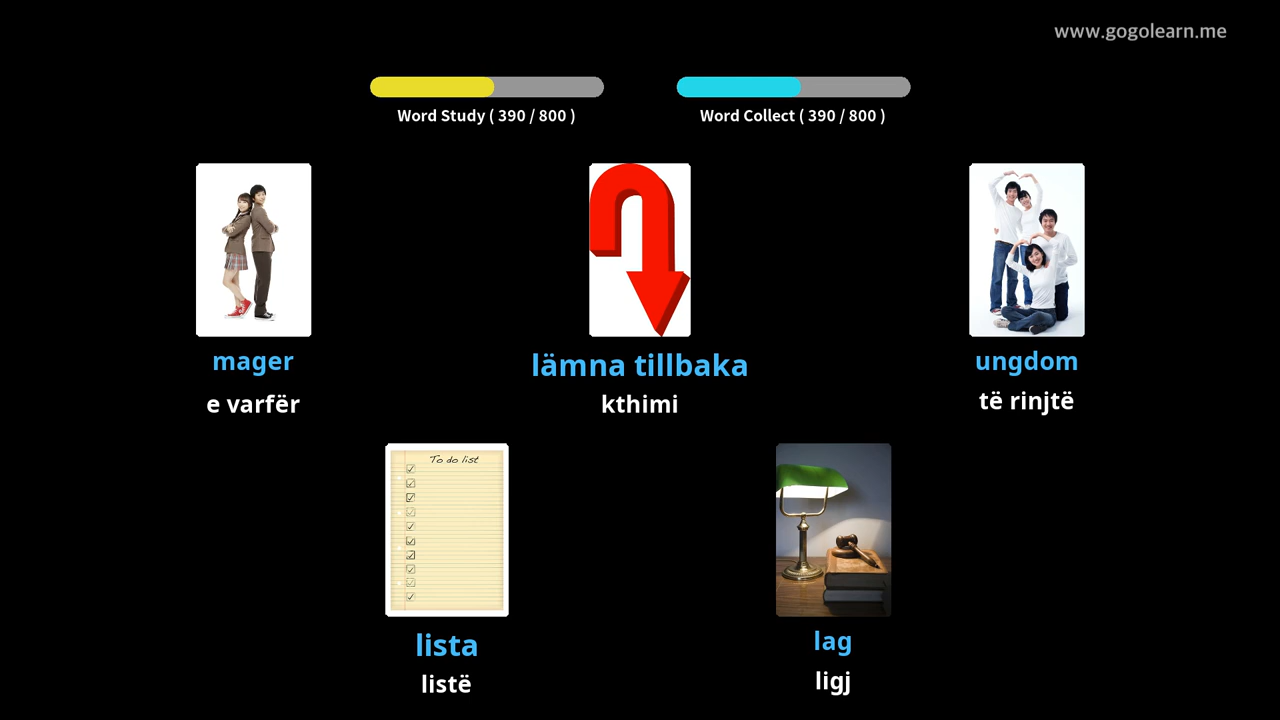 www.gogolearn.me
Word Study ( 390 / 800 )
Word Collect ( 390 / 800 )
mager
e varfër
lämna tillbaka
kthimi
ungdom
të rinjtë
To do list
lista
listë
lag
ligj